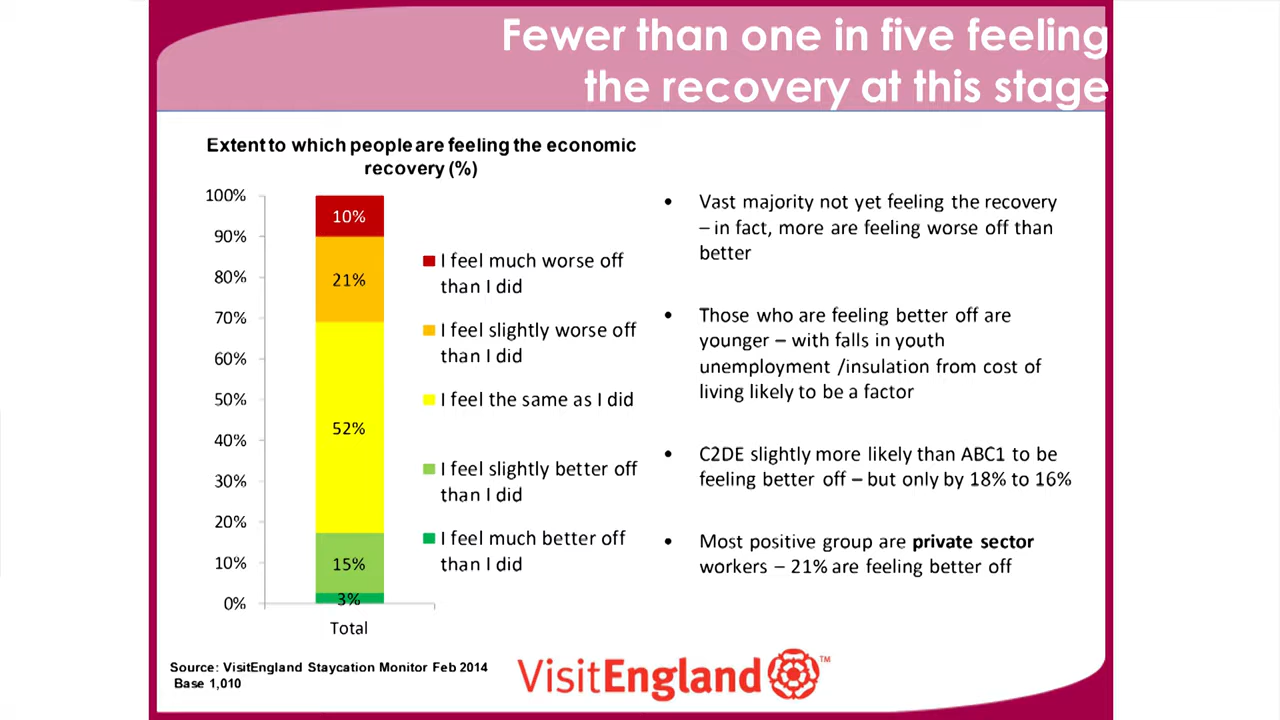 Fewer than one in five feeling
the recovery at this stage
Extent to which people are feeling the economic
recovery (%)
100%
90%
80%
70%
60%
50%
40%
30%
20%
10%
0%
10%
21%
52%
15%
3%
Total
I feel much worse off
than I did
I feel slightly worse off
than I did
I feel the same as I did
I feel slightly better off
than I did
I feel much better off
than I did
• Vast majority not yet feeling the recovery
– in fact, more are feeling worse off than
better
• Those who are feeling better off are
younger – with falls in youth
unemployment /insulation from cost of
living likely to be a factor
• C2DE slightly more likely than ABC1 to be
feeling better off – but only by 18% to 16%
• Most positive group are private sector
workers – 21% are feeling better off
Source: VisitEngland Staycation Monitor Feb 2014
Base 1,010
VisitEngland™